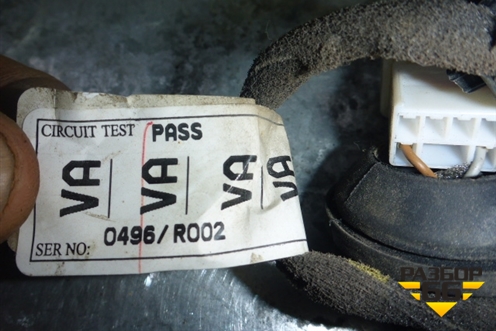 CIRCUIT TEST PASS
VA VA VA VA
SER NO: 0496/R002
РАЗБОР